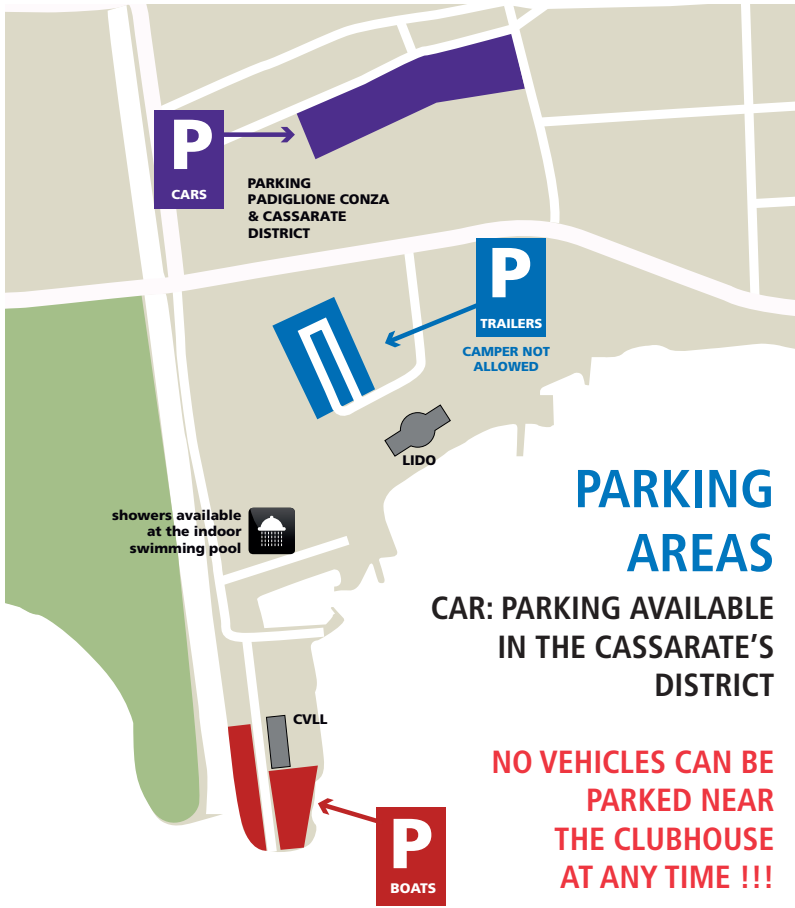 P
CARS
PARKING
PADIGLIONE CONZA
& CASSARATE
DISTRICT
P
TRAILERS
CAMPER NOT
ALLOWED
LIDO
showers available
at the indoor
swimming pool
PARKING
AREAS
CAR: PARKING AVAILABLE
IN THE CASSARATE’S
DISTRICT
CVLL
NO VEHICLES CAN BE
PARKED NEAR
THE CLUBHOUSE
AT ANY TIME !!!
P
BOATS